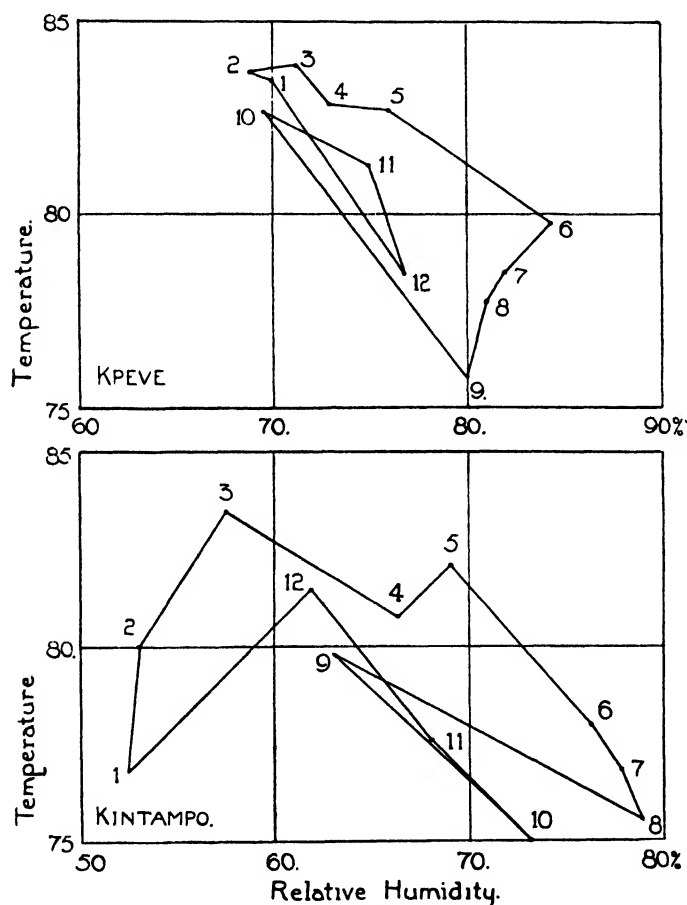 85
2 3
1 4 5
10
11
80
6
12 7
8
Temperature.
KPEVE
9.
75
60 70. 80. 90%
85
3
5
12 4
2
80.
9
6
11 7
1
10 8
Temperature
KINTAMPO.
75
50 60. 70. 80%
Relative Humidity.